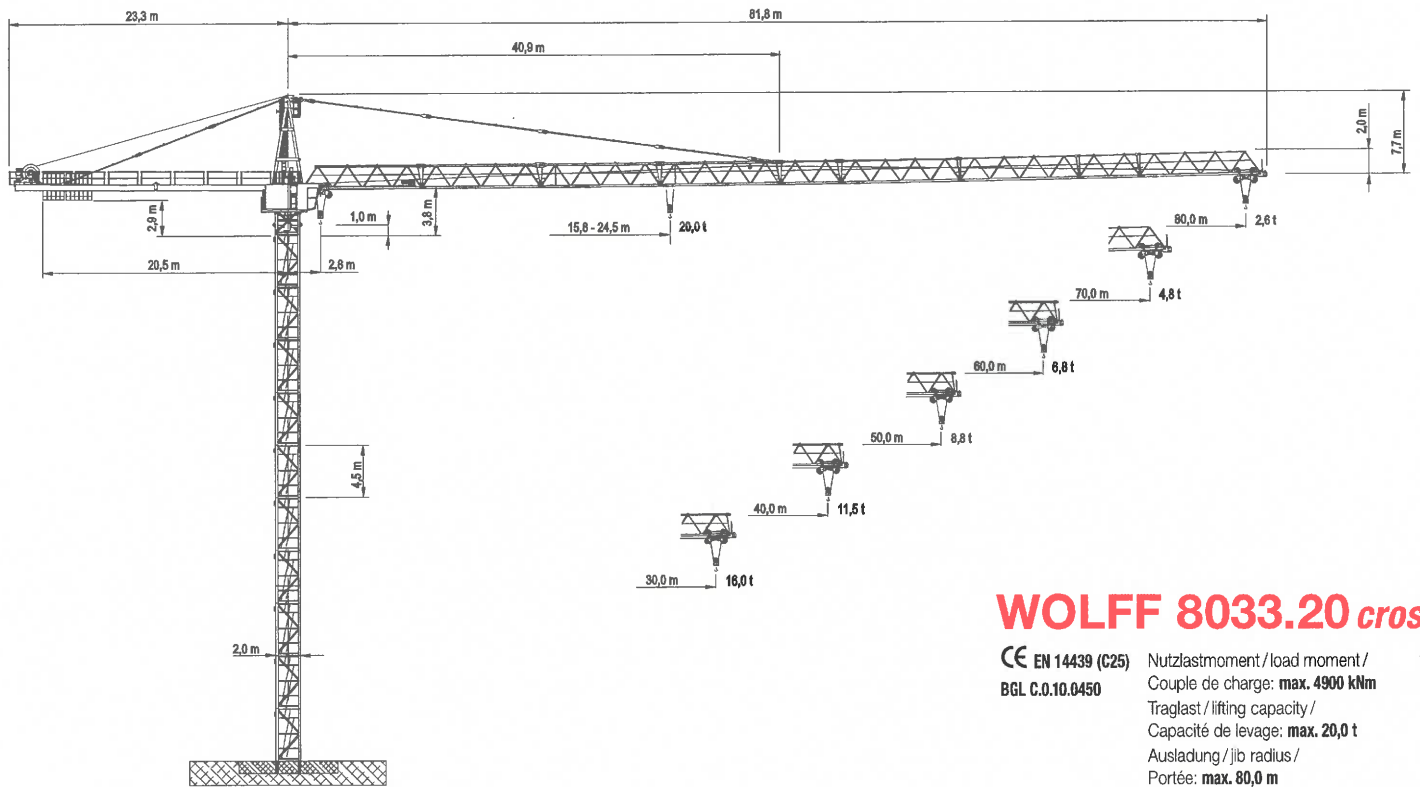 23,3 m
81,8 m
40,9 m
2,0 m
7,7 m
2,9 m
1,0 m
3,8 m
15,8 - 24,5 m
20,0 t
80,0 m
2,6 t
20,5 m
2,8 m
70,0 m
4,8 t
60,0 m
6,8 t
50,0 m
8,8 t
4,5 m
40,0 m
11,5 t
30,0 m
16,0 t
2,0 m
WOLFF 8033.20 cros
CE EN 14439 (C25)
BGL C.0.10.0450
Nutzlastmoment / load moment /
Couple de charge: max. 4900 kNm
Traglast / lifting capacity /
Capacité de levage: max. 20,0 t
Ausladung / jib radius /
Portée: max. 80,0 m